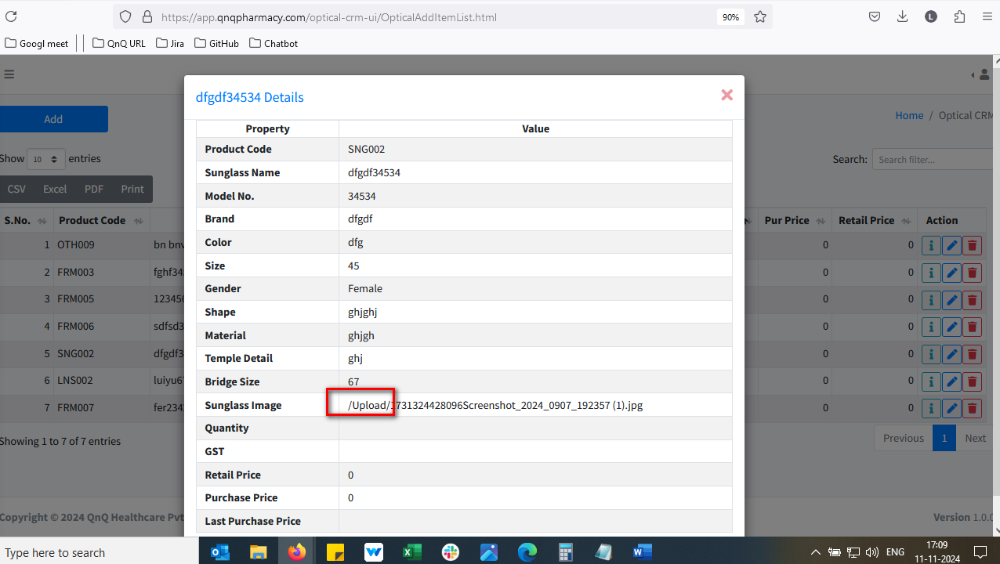 https://app.qnqpharmacy.com/optical-crm-ui/OpticalAddItemList.html 90% L
Googl meet QnQ URL Jira GitHub Chatbot
dfgdf34534 Details
Add
Home / Optical CRM
Property Value
Product Code SNG002
Show 10 entries
Search: Search filter...
Sunglass Name dfgdf34534
CSV Excel PDF Print
Model No. 34534
S.No. Product Code Pur Price Retail Price Action
Brand dfgdf
Color dfg
1 OTH009 bn bnv 0 0
Size 45
2 FRM003 fghf34 0 0
Gender Female
3 FRM005 123456 0 0
Shape ghjghj
4 FRM006 sdfsd3 0 0
Material ghjgh
5 SNG002 dfgdf3 0 0
Temple Detail ghj
6 LNS002 luiyu6 0 0
Bridge Size 67
7 FRM007 fer234 0 0
Sunglass Image /Upload/1731324428096Screenshot_2024_0907_192357 (1).jpg
Quantity
Showing 1 to 7 of 7 entries
Previous 1 Next
GST
Retail Price 0
Purchase Price 0
Last Purchase Price
Copyright © 2024 QnQ Healthcare Pvt
Version 1.0.0
Type here to search
ENG
17:09
11-11-2024